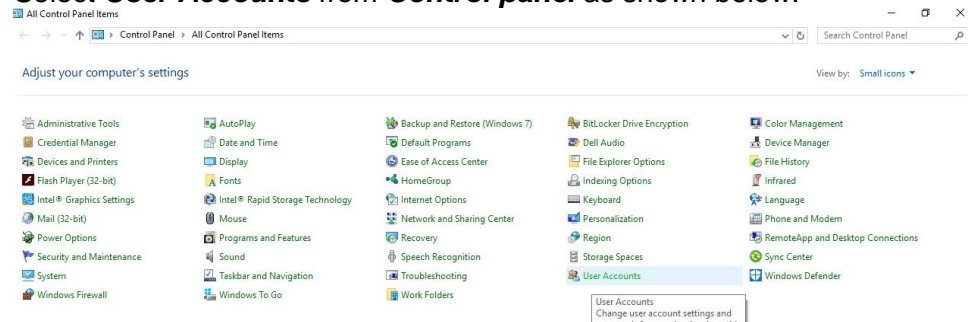 Select User Accounts from Control panel as shown below:
All Control Panel Items
Control Panel > All Control Panel Items
Search Control Panel
Adjust your computer's settings
View by: Small icons
Administrative Tools AutoPlay Backup and Restore (Windows 7) BitLocker Drive Encryption Color Management
Credential Manager Date and Time Default Programs Dell Audio Device Manager
Devices and Printers Display Ease of Access Center File Explorer Options File History
Flash Player (32-bit) Fonts HomeGroup Indexing Options Infrared
Intel® Graphics Settings Intel® Rapid Storage Technology Internet Options Keyboard Language
Mail (32-bit) Mouse Network and Sharing Center Personalization Phone and Modem
Power Options Programs and Features Recovery Region RemoteApp and Desktop Connections
Security and Maintenance Sound Speech Recognition Storage Spaces Sync Center
System Taskbar and Navigation Troubleshooting User Accounts Windows Defender
Windows Firewall Windows To Go Work Folders
User Accounts
Change user account settings and